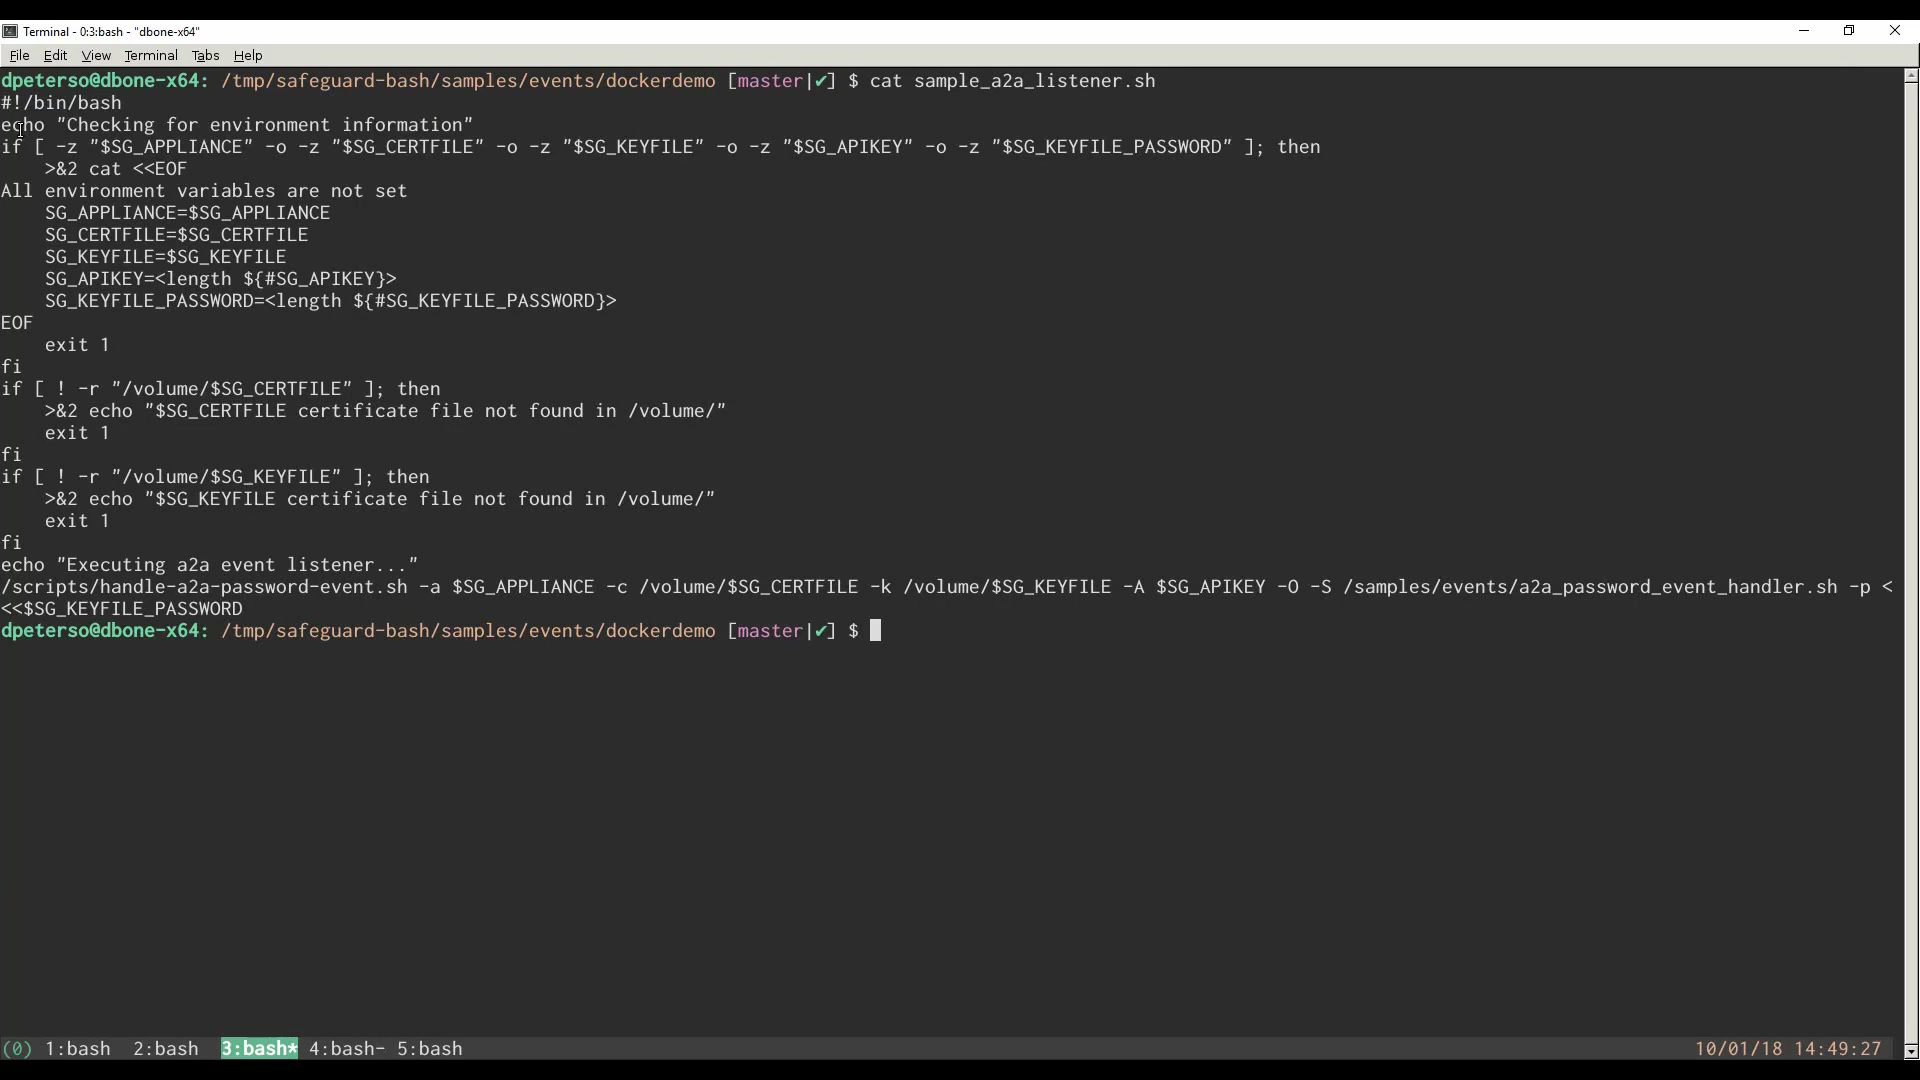 Terminal - 0:3:bash - "dbone-x64"
File Edit View Terminal Tabs Help
dpeterso@dbone-x64: /tmp/safeguard-bash/samples/events/dockerdemo [master|✔] $ cat sample_a2a_listener.sh
#!/bin/bash
echo "Checking for environment information"
if [ -z "$SG_APPLIANCE" -o -z "$SG_CERTFILE" -o -z "$SG_KEYFILE" -o -z "$SG_APIKEY" -o -z "$SG_KEYFILE_PASSWORD" ]; then
    >&2 cat <<EOF
All environment variables are not set
    SG_APPLIANCE=$SG_APPLIANCE
    SG_CERTFILE=$SG_CERTFILE
    SG_KEYFILE=$SG_KEYFILE
    SG_APIKEY=<length ${#SG_APIKEY}>
    SG_KEYFILE_PASSWORD=<length ${#SG_KEYFILE_PASSWORD}>
EOF
    exit 1
fi
if [ ! -r "/volume/$SG_CERTFILE" ]; then
    >&2 echo "$SG_CERTFILE certificate file not found in /volume/"
    exit 1
fi
if [ ! -r "/volume/$SG_KEYFILE" ]; then
    >&2 echo "$SG_KEYFILE certificate file not found in /volume/"
    exit 1
fi
echo "Executing a2a event listener..."
/scripts/handle-a2a-password-event.sh -a $SG_APPLIANCE -c /volume/$SG_CERTFILE -k /volume/$SG_KEYFILE -A $SG_APIKEY -O -S /samples/events/a2a_password_event_handler.sh -p <
<<$SG_KEYFILE_PASSWORD
dpeterso@dbone-x64: /tmp/safeguard-bash/samples/events/dockerdemo [master|✔] $
(0) 1:bash  2:bash  3:bash* 4:bash- 5:bash 10/01/18 14:49:27